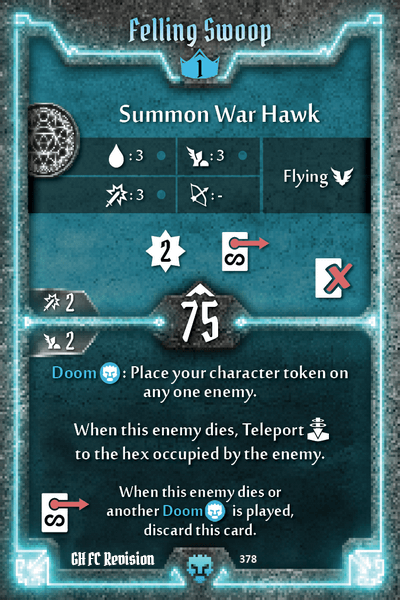 Felling Swoop
1
Summon War Hawk
: 3 : 3
Flying
: 3 : -
2 S
2
75
2
Doom : Place your character token on
any one enemy.
When this enemy dies, Teleport
to the hex occupied by the enemy.
When this enemy dies or
another Doom is played,
S
discard this card.
GH FC Revision
378